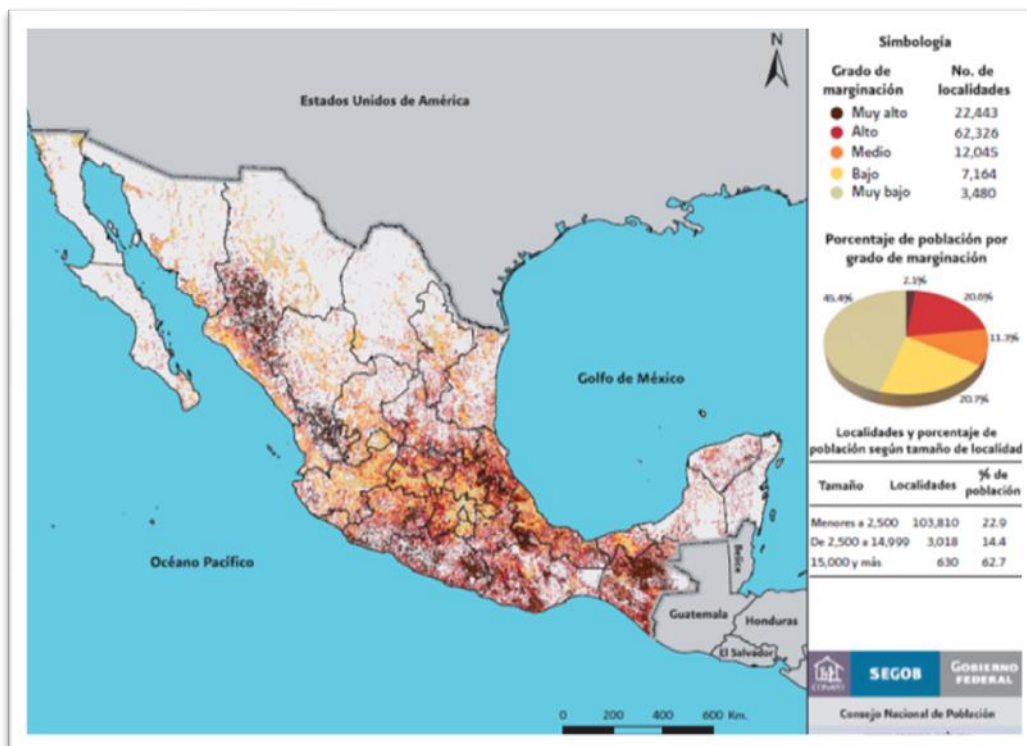 N
Estados Unidos de América
Golfo de México
Océano Pacífico
Belice
Guatemala
Honduras
El Salvador
0 200 400 600 Km.
Simbología
Grado de marginación No. de localidades
Muy alto 22,443
Alto 62,326
Medio 12,045
Bajo 7,164
Muy bajo 3,480
Porcentaje de población por
grado de marginación
2.1%
45.4% 20.6%
11.3%
20.7%
Localidades y porcentaje de
población según tamaño de localidad
Tamaño Localidades % de población
Menores a 2,500 103,810 22.9
De 2,500 a 14,999 3,018 14.4
15,000 y más 630 62.7
CONAPO
SEGOB
GOBIERNO
FEDERAL
Consejo Nacional de Población